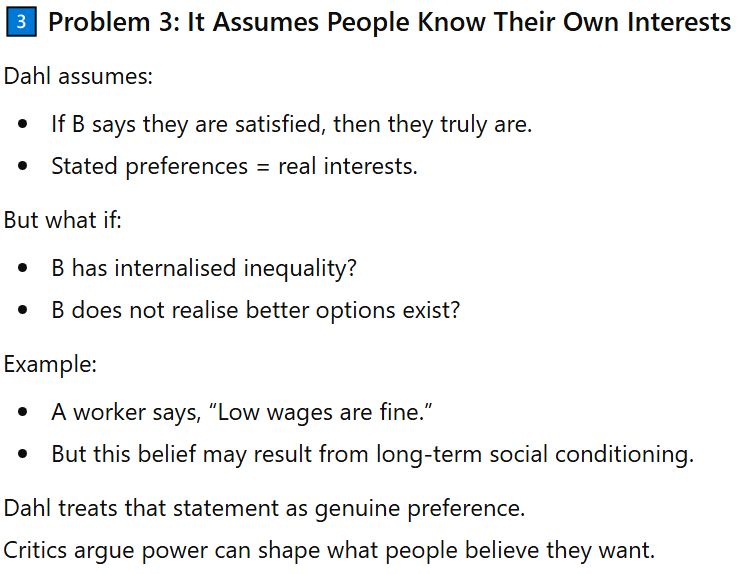 3 Problem 3: It Assumes People Know Their Own Interests
Dahl assumes:
• If B says they are satisfied, then they truly are.
• Stated preferences = real interests.
But what if:
• B has internalised inequality?
• B does not realise better options exist?
Example:
• A worker says, “Low wages are fine.”
• But this belief may result from long-term social conditioning.
Dahl treats that statement as genuine preference.
Critics argue power can shape what people believe they want.